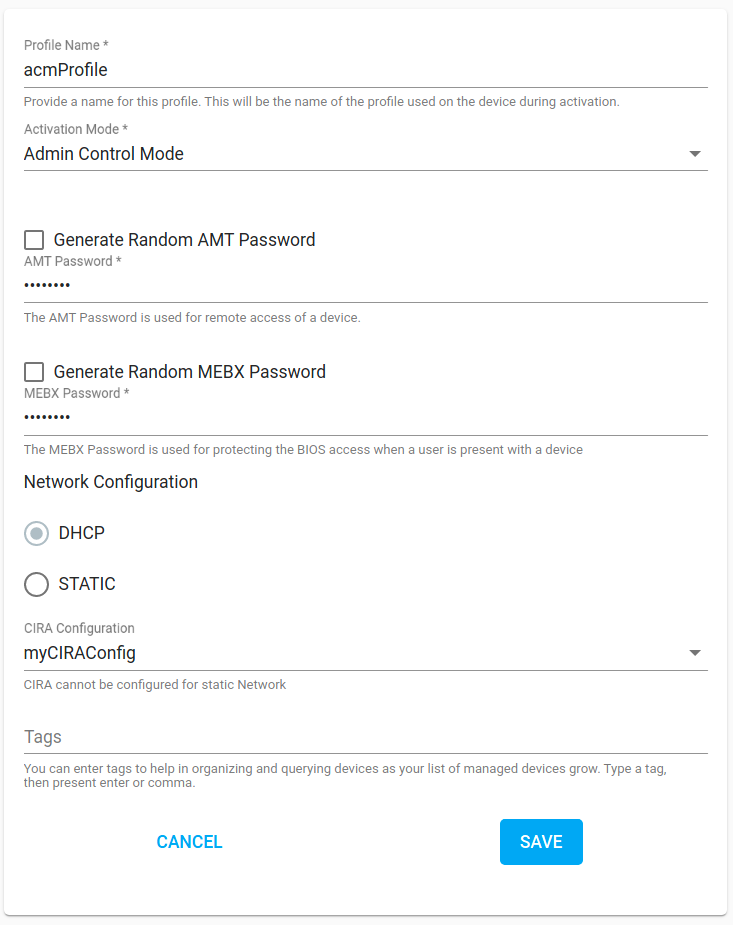 Profile Name *
acmProfile
Provide a name for this profile. This will be the name of the profile used on the device during activation.
Activation Mode *
Admin Control Mode
Generate Random AMT Password
AMT Password *
••••••••
The AMT Password is used for remote access of a device.
Generate Random MEBX Password
MEBX Password *
••••••••
The MEBX Password is used for protecting the BIOS access when a user is present with a device
Network Configuration
DHCP
STATIC
CIRA Configuration
myCIRAConfig
CIRA cannot be configured for static Network
Tags
You can enter tags to help in organizing and querying devices as your list of managed devices grow. Type a tag,
then present enter or comma.
CANCEL SAVE